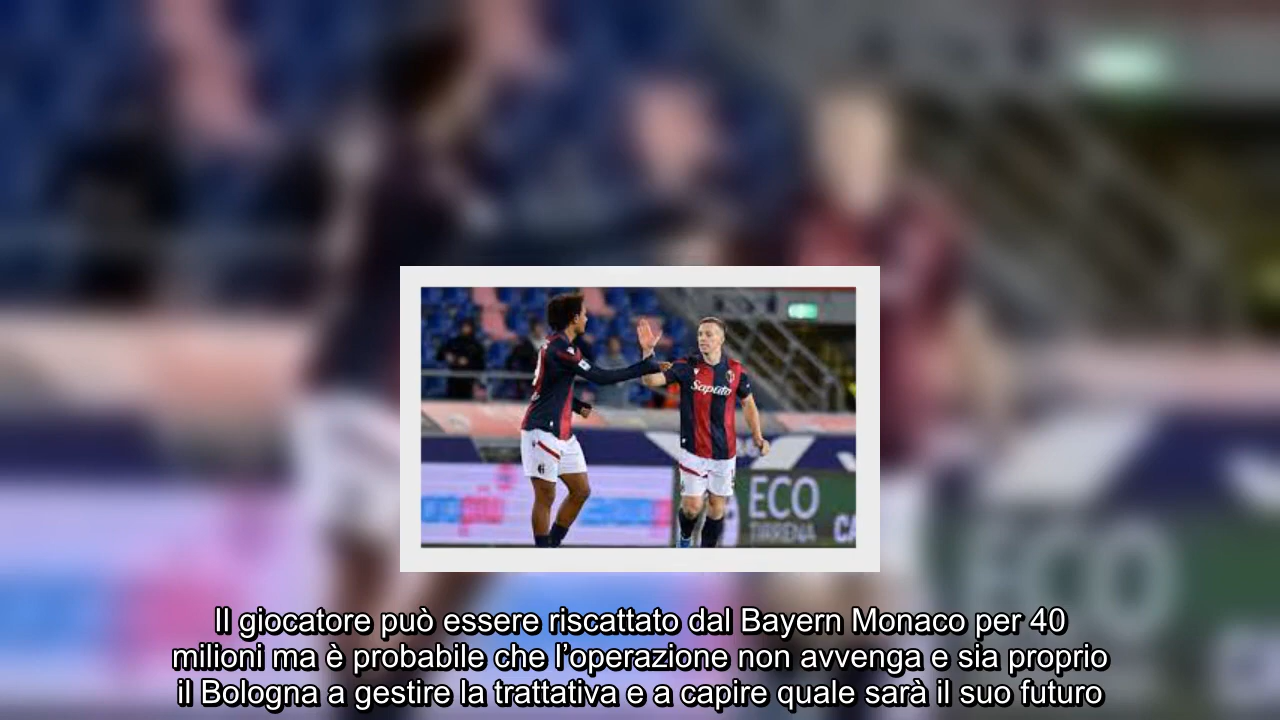 Saputo
ECO
TIRRENA
Il giocatore può essere riscattato dal Bayern Monaco per 40
milioni ma è probabile che l’operazione non avvenga e sia proprio
il Bologna a gestire la trattativa e a capire quale sarà il suo futuro